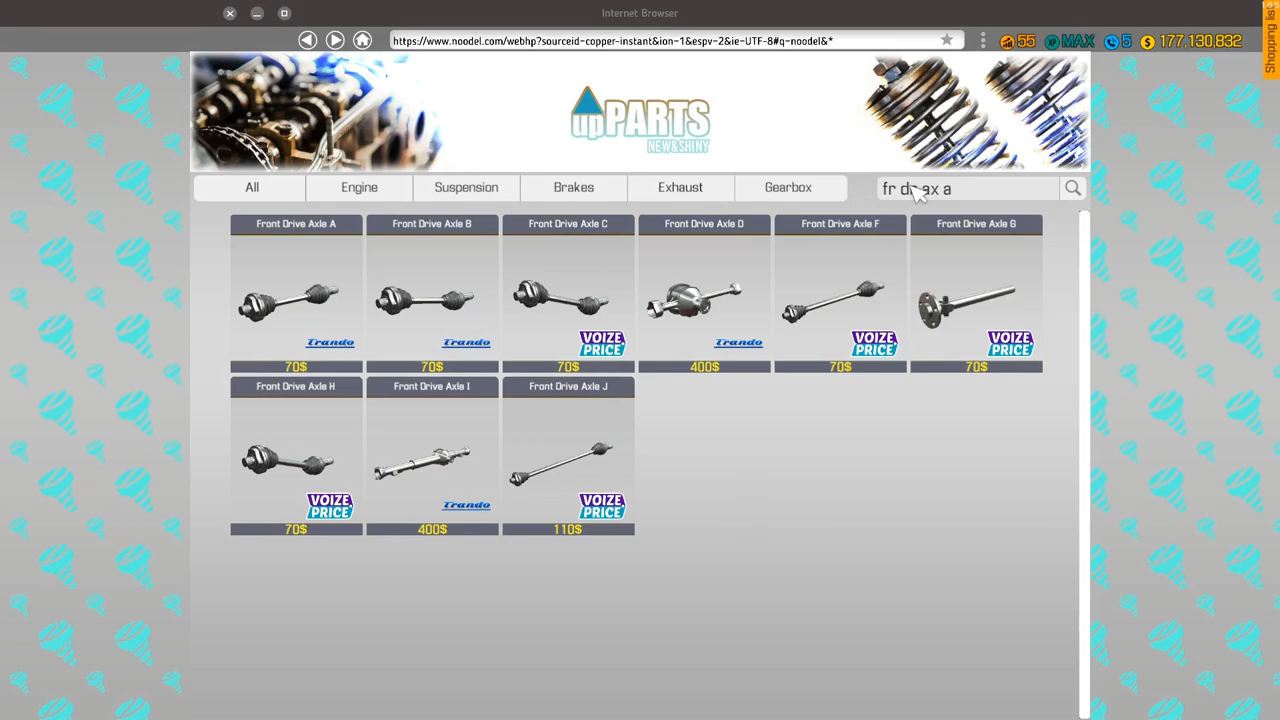 Internet Browser
https://www.noodel.com/webhp?sourceid-copper-instant&ion-1&espv-2&ie-UTF-8#q-noodel&*
55 MAX 5 $ 177,130,832
Shopping list
upPARTS
NEW&SHINY
All Engine Suspension Brakes Exhaust Gearbox
ax a
Front Drive Axle A Front Drive Axle B Front Drive Axle C Front Drive Axle D Front Drive Axle F Front Drive Axle G
Trando Trando VOIZE PRICE Trando VOIZE PRICE VOIZE PRICE
70$ 70$ 70$ 400$ 70$ 70$
Front Drive Axle H Front Drive Axle I Front Drive Axle J
VOIZE PRICE Trando VOIZE PRICE
70$ 400$ 110$